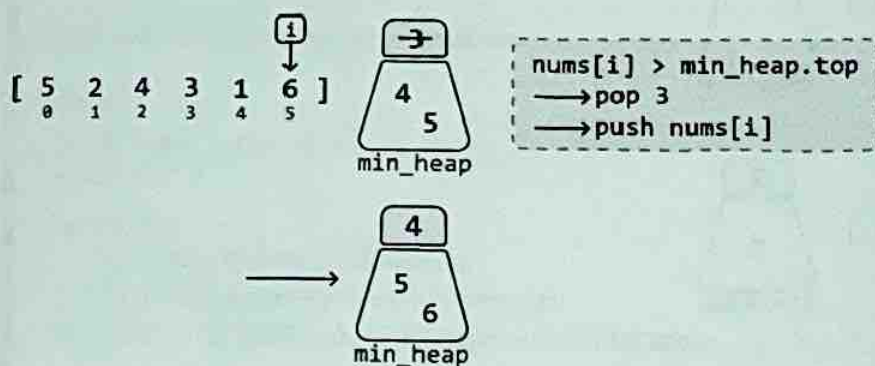 i
[ 5 2 4 3 1 6 ]
0 1 2 3 4 5
3
4
5
min_heap
nums[i] > min_heap.top
⟶pop 3
⟶push nums[i]
⟶
4
5
6
min_heap